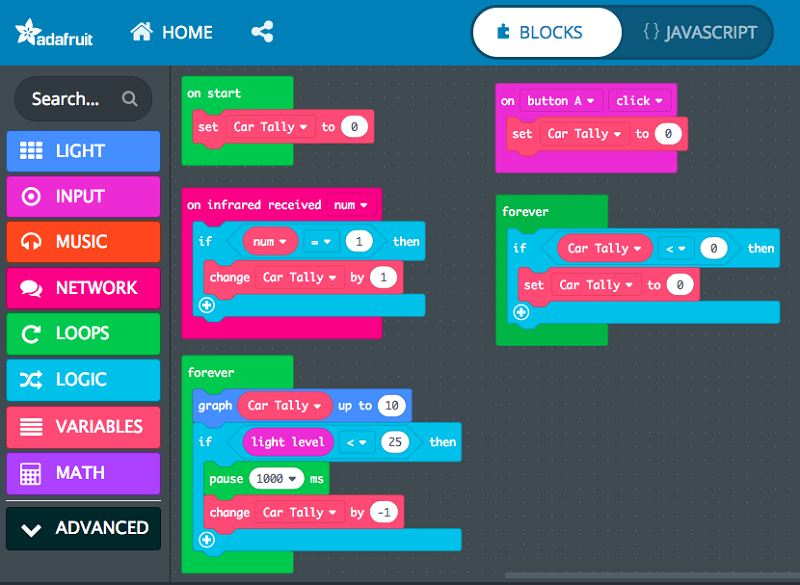 adafruit HOME BLOCKS {} JAVASCRIPT
Search...
LIGHT
INPUT
MUSIC
NETWORK
LOOPS
LOGIC
VARIABLES
MATH
ADVANCED
on start
set Car Tally to 0
on infrared received num
if num = 1 then
change Car Tally by 1
forever
graph Car Tally up to 10
if light level < 25 then
pause 1000 ms
change Car Tally by -1
on button A click
set Car Tally to 0
forever
if Car Tally < 0 then
set Car Tally to 0